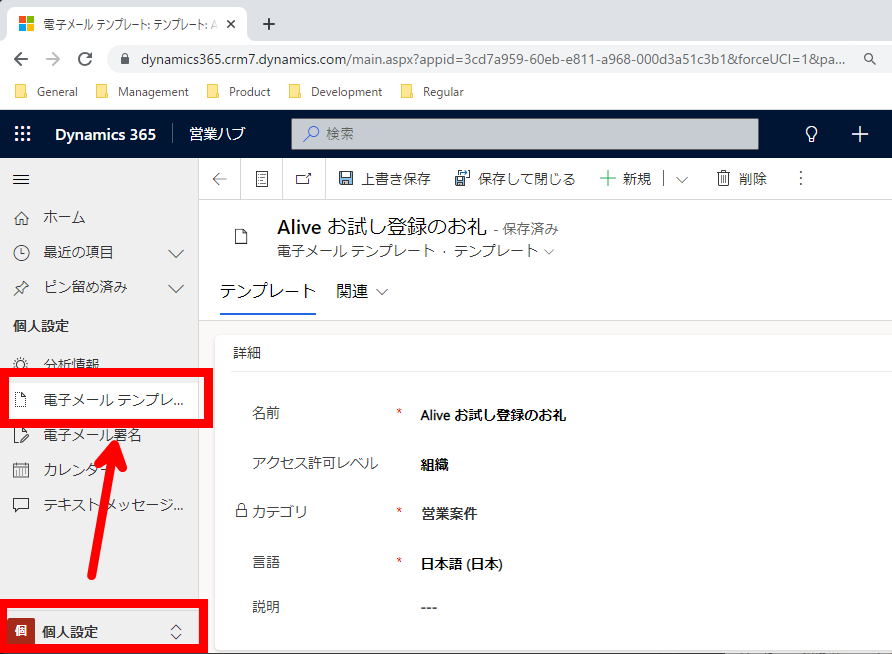 電子メール テンプレート: テンプレート: A
dynamics365.crm7.dynamics.com/main.aspx?appid=3cd7a959-60eb-e811-a968-000d3a51c3b1&forceUCI=1&pa...
General Management Product Development Regular
Dynamics 365 営業ハブ 検索
上書き保存 保存して閉じる 新規 削除
ホーム
最近の項目
ピン留め済み
個人設定
分析情報
電子メール テンプレ...
電子メール署名
カレンダー
テキスト メッセージ...
個 個人設定
Alive お試し登録のお礼 - 保存済み
電子メール テンプレート · テンプレート
テンプレート 関連
詳細
名前 * Alive お試し登録のお礼
アクセス許可レベル 組織
カテゴリ * 営業案件
言語 * 日本語 (日本)
説明 ---